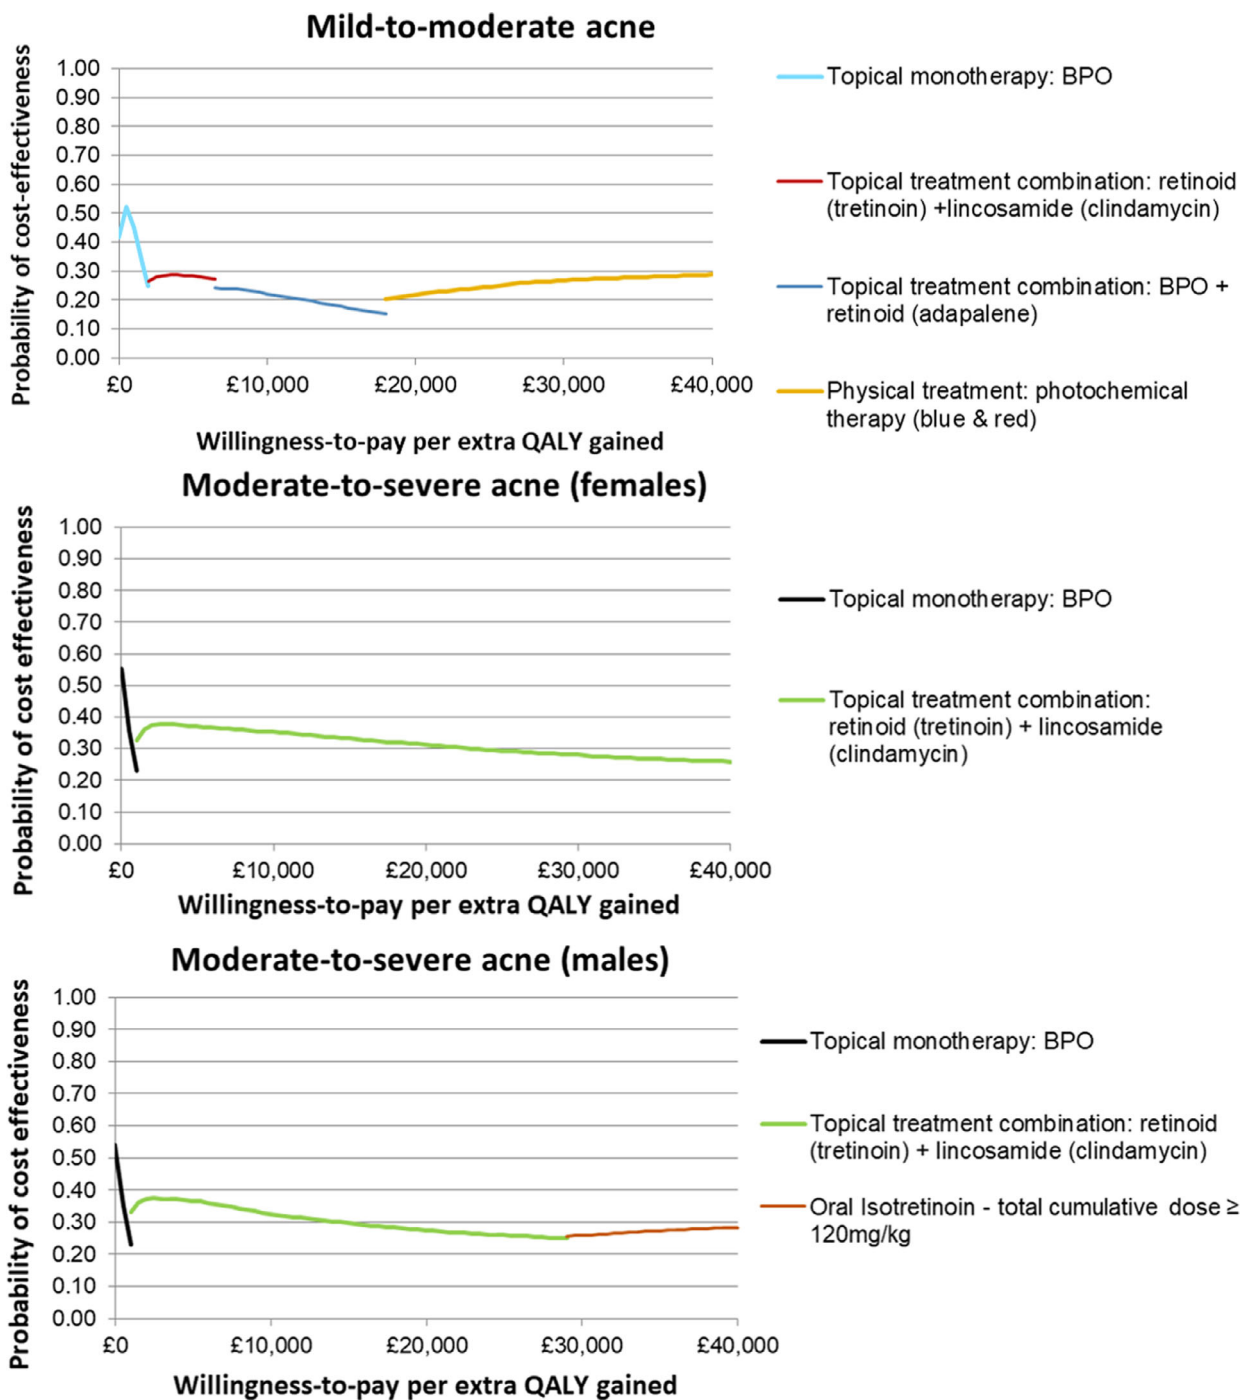 Mild-to-moderate acne
Probability of cost-effectiveness
1.00
0.90
0.80
0.70
0.60
0.50
0.40
0.30
0.20
0.10
0.00
£0
£10,000
£20,000
£30,000
£40,000
Willingness-to-pay per extra QALY gained
Topical monotherapy: BPO
Topical treatment combination: retinoid
(tretinoin) +lincosamide (clindamycin)
Topical treatment combination: BPO +
retinoid (adapalene)
Physical treatment: photochemical
therapy (blue & red)
Moderate-to-severe acne (females)
Probability of cost effectiveness
1.00
0.90
0.80
0.70
0.60
0.50
0.40
0.30
0.20
0.10
0.00
£0
£10,000
£20,000
£30,000
£40,000
Willingness-to-pay per extra QALY gained
Topical monotherapy: BPO
Topical treatment combination:
retinoid (tretinoin) + lincosamide
(clindamycin)
Moderate-to-severe acne (males)
Probability of cost effectiveness
1.00
0.90
0.80
0.70
0.60
0.50
0.40
0.30
0.20
0.10
0.00
£0
£10,000
£20,000
£30,000
£40,000
Willingness-to-pay per extra QALY gained
Topical monotherapy: BPO
Topical treatment combination: retinoid
(tretinoin) + lincosamide (clindamycin)
Oral Isotretinoin - total cumulative dose ≥
120mg/kg